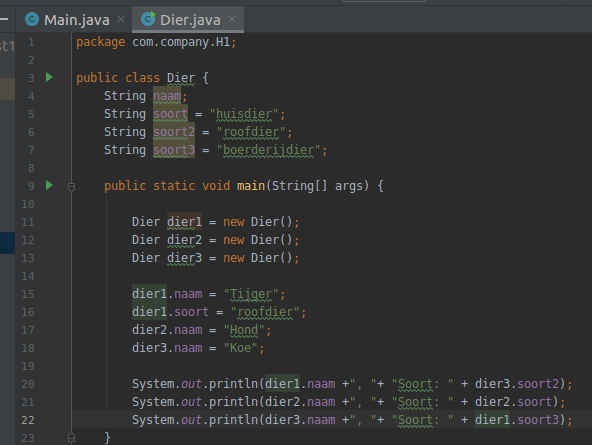 Main.java × Dier.java ×
st1
1 package com.company.H1;
2
3 public class Dier {
4 String naam;
5 String soort = "huisdier";
6 String soort2 = "roofdier";
7 String soort3 = "boerderijdier";
8
9 public static void main(String[] args) {
10
11 Dier dier1 = new Dier();
12 Dier dier2 = new Dier();
13 Dier dier3 = new Dier();
14
15 dier1.naam = "Tijger";
16 dier1.soort = "roofdier";
17 dier2.naam = "Hond";
18 dier3.naam = "Koe";
19
20 System.out.println(dier1.naam +", "+ "Soort: " + dier3.soort2);
21 System.out.println(dier2.naam +", "+ "Soort: " + dier2.soort);
22 System.out.println(dier3.naam +", "+ "Soort: " + dier1.soort3);
23 }